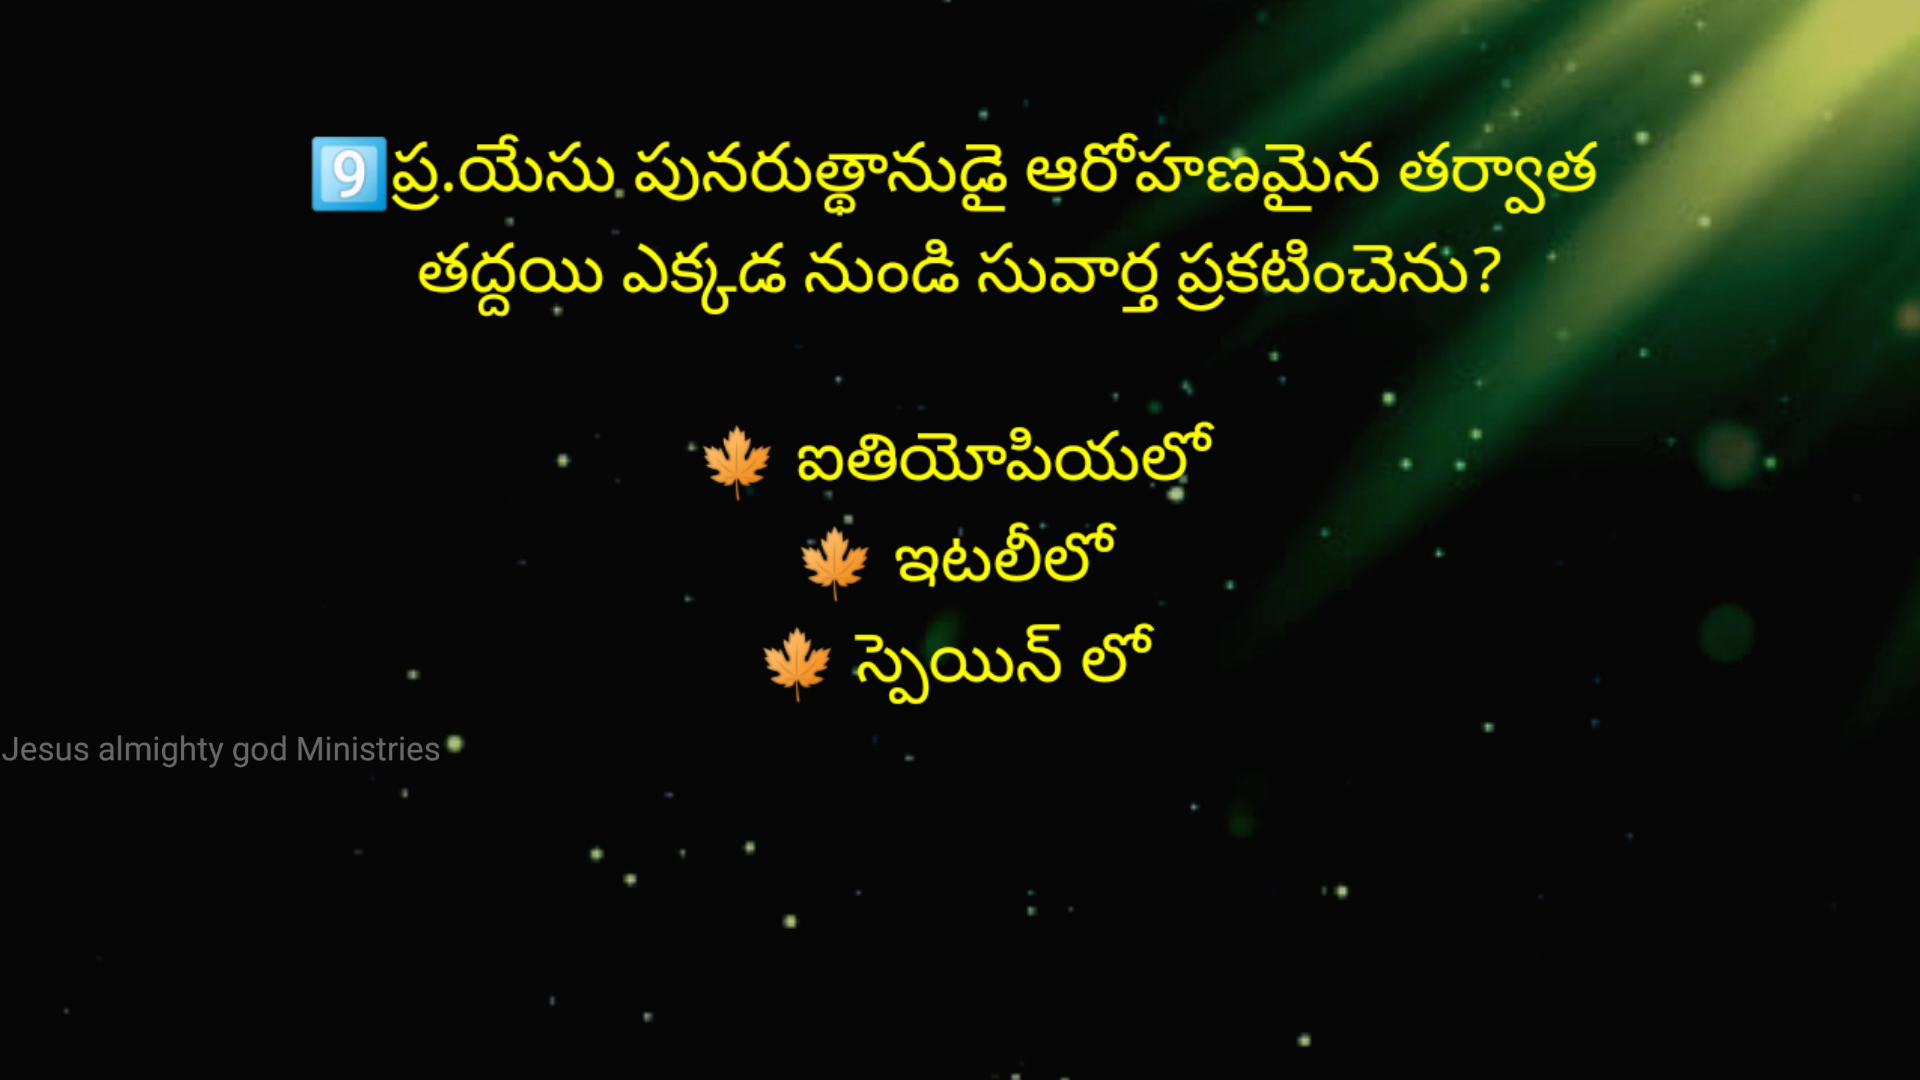 9️⃣ప్ర.యేసు పునరుత్థానుడై ఆరోహణమైన తర్వాత
తద్దయి ఎక్కడ నుండి సువార్త ప్రకటించెను?
🍁 ఐతియోపియలో
🍁 ఇటలీలో
🍁 స్పెయిన్ లో
Jesus almighty god Ministries